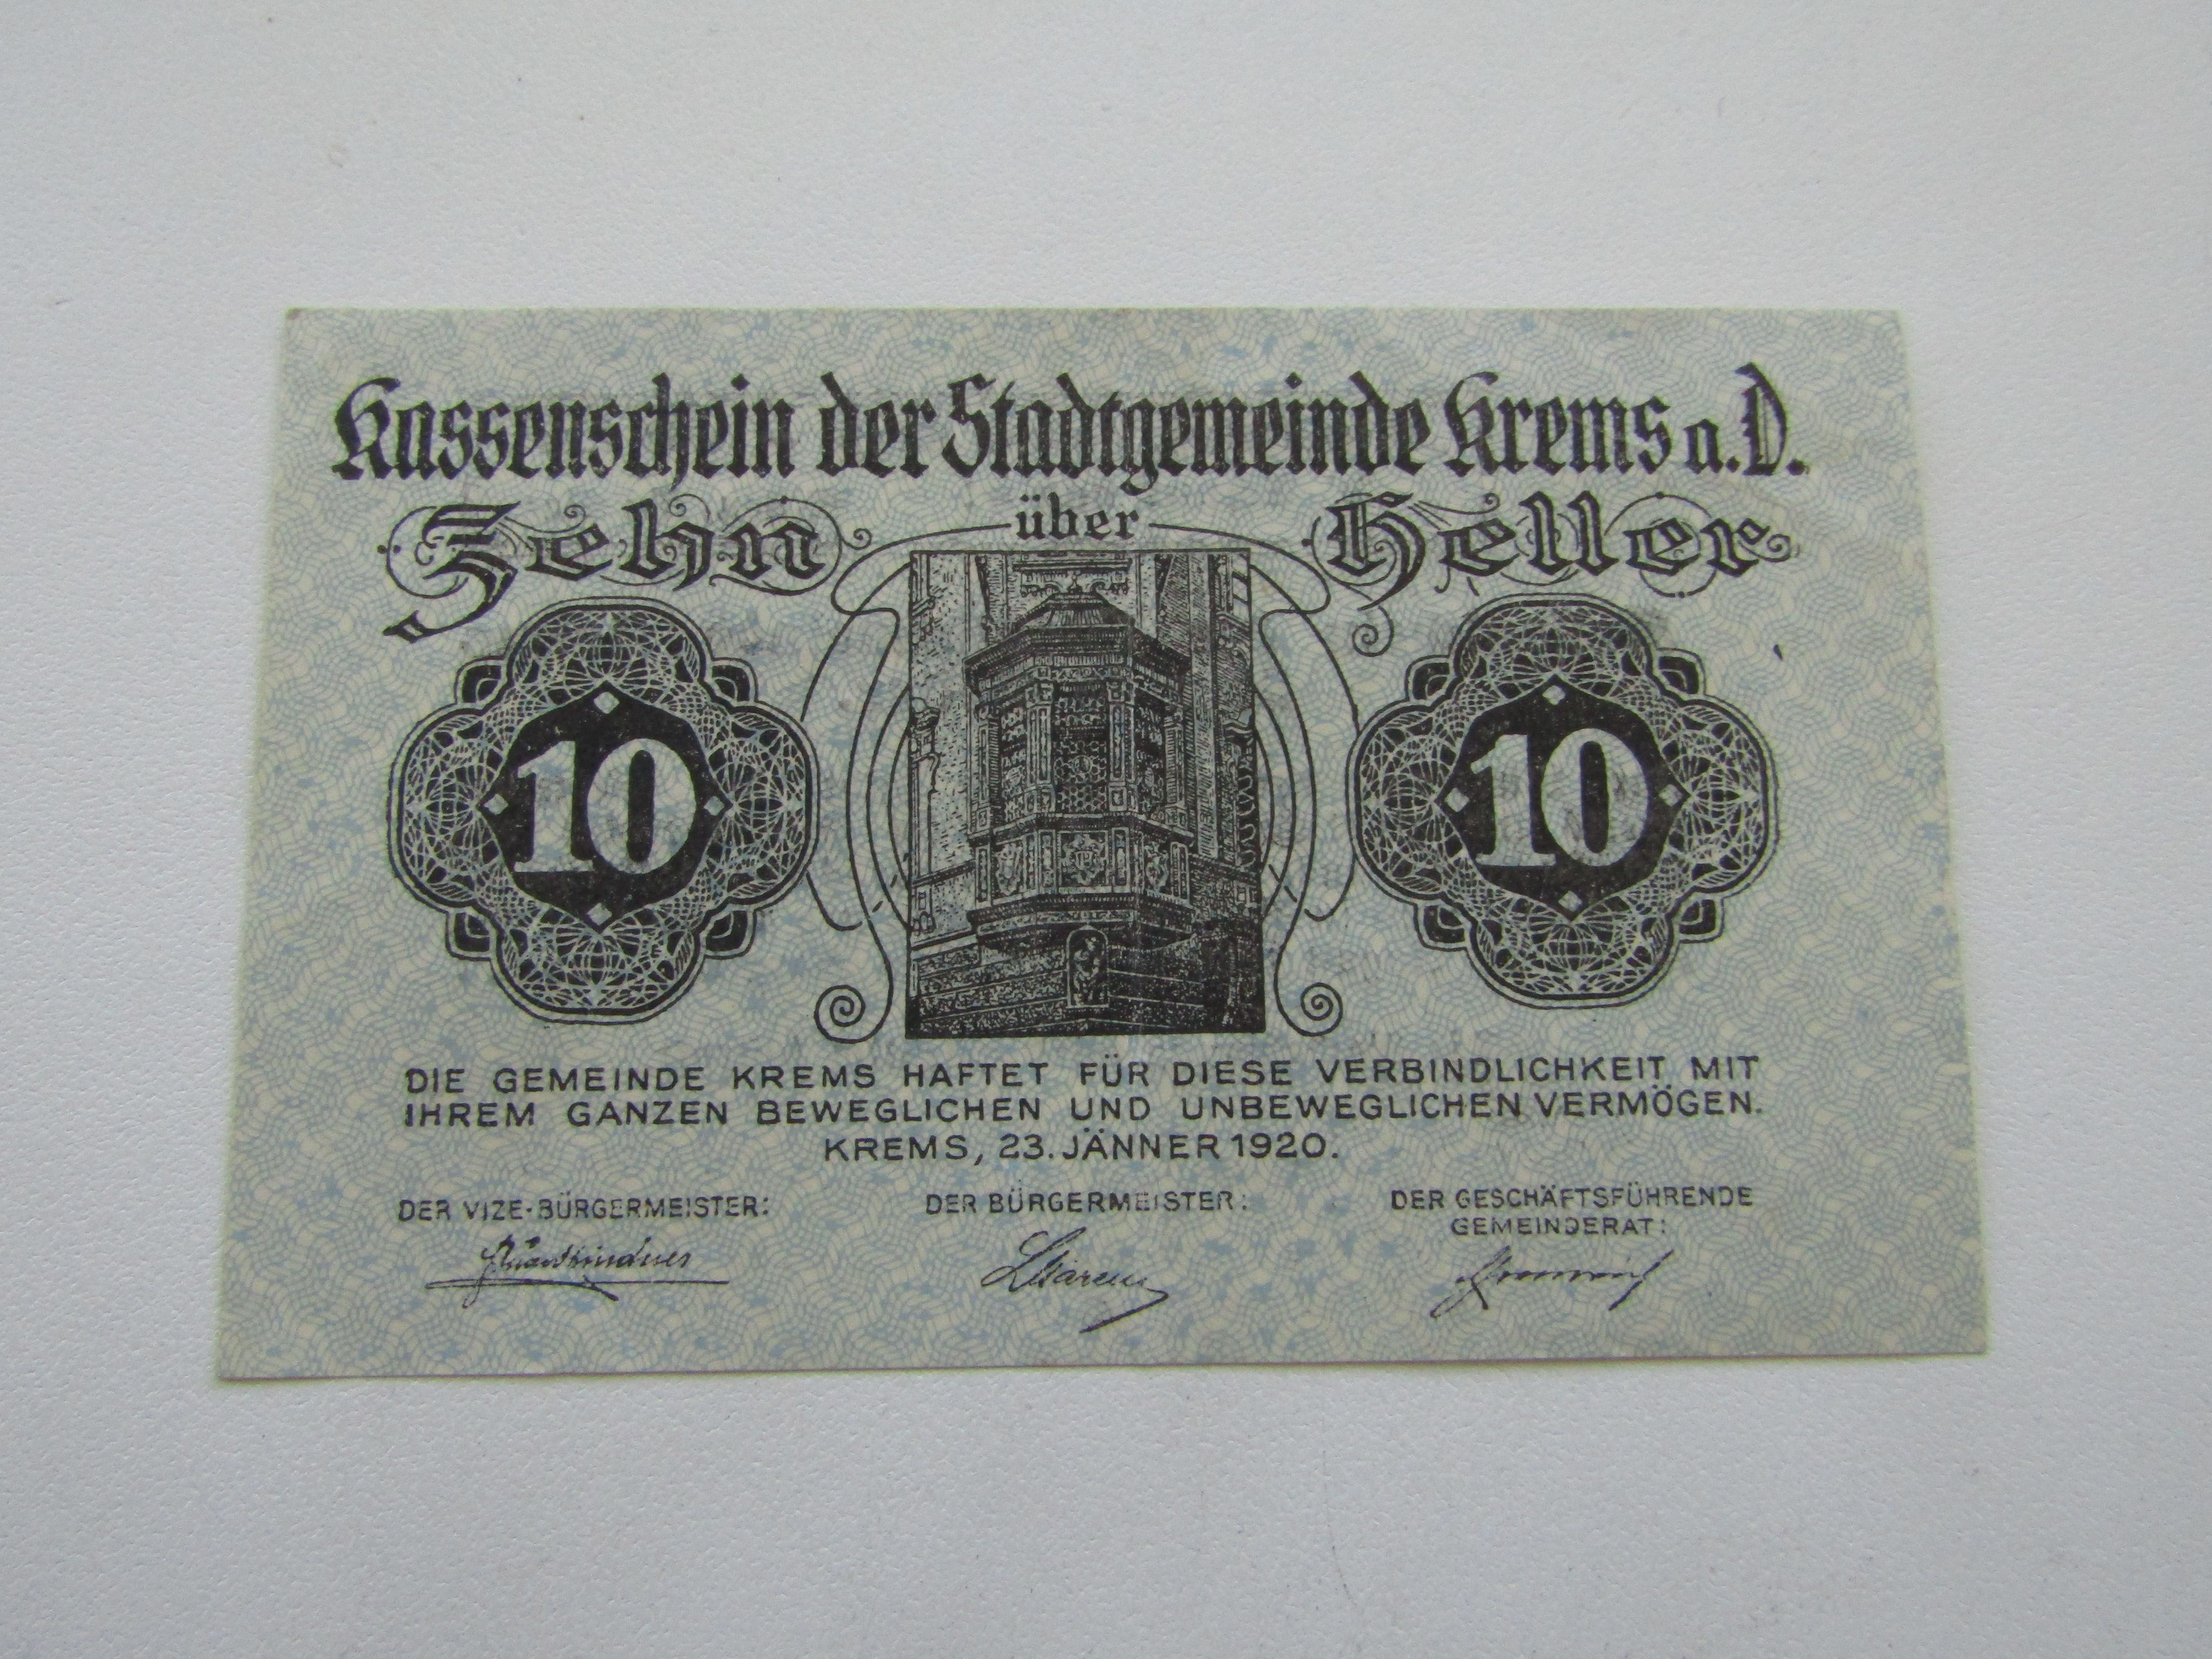 Kassenschein der Stadtgemeinde Krems a.D.
über
Zehn Heller
10 10
DIE GEMEINDE KREMS HAFTET FÜR DIESE VERBINDLICHKEIT MIT
IHREM GANZEN BEWEGLICHEN UND UNBEWEGLICHEN VERMÖGEN.
KREMS, 23. JÄNNER 1920.
DER VIZE-BÜRGERMEISTER:
DER BÜRGERMEISTER:
DER GESCHÄFTSFÜHRENDE
GEMEINDERAT: